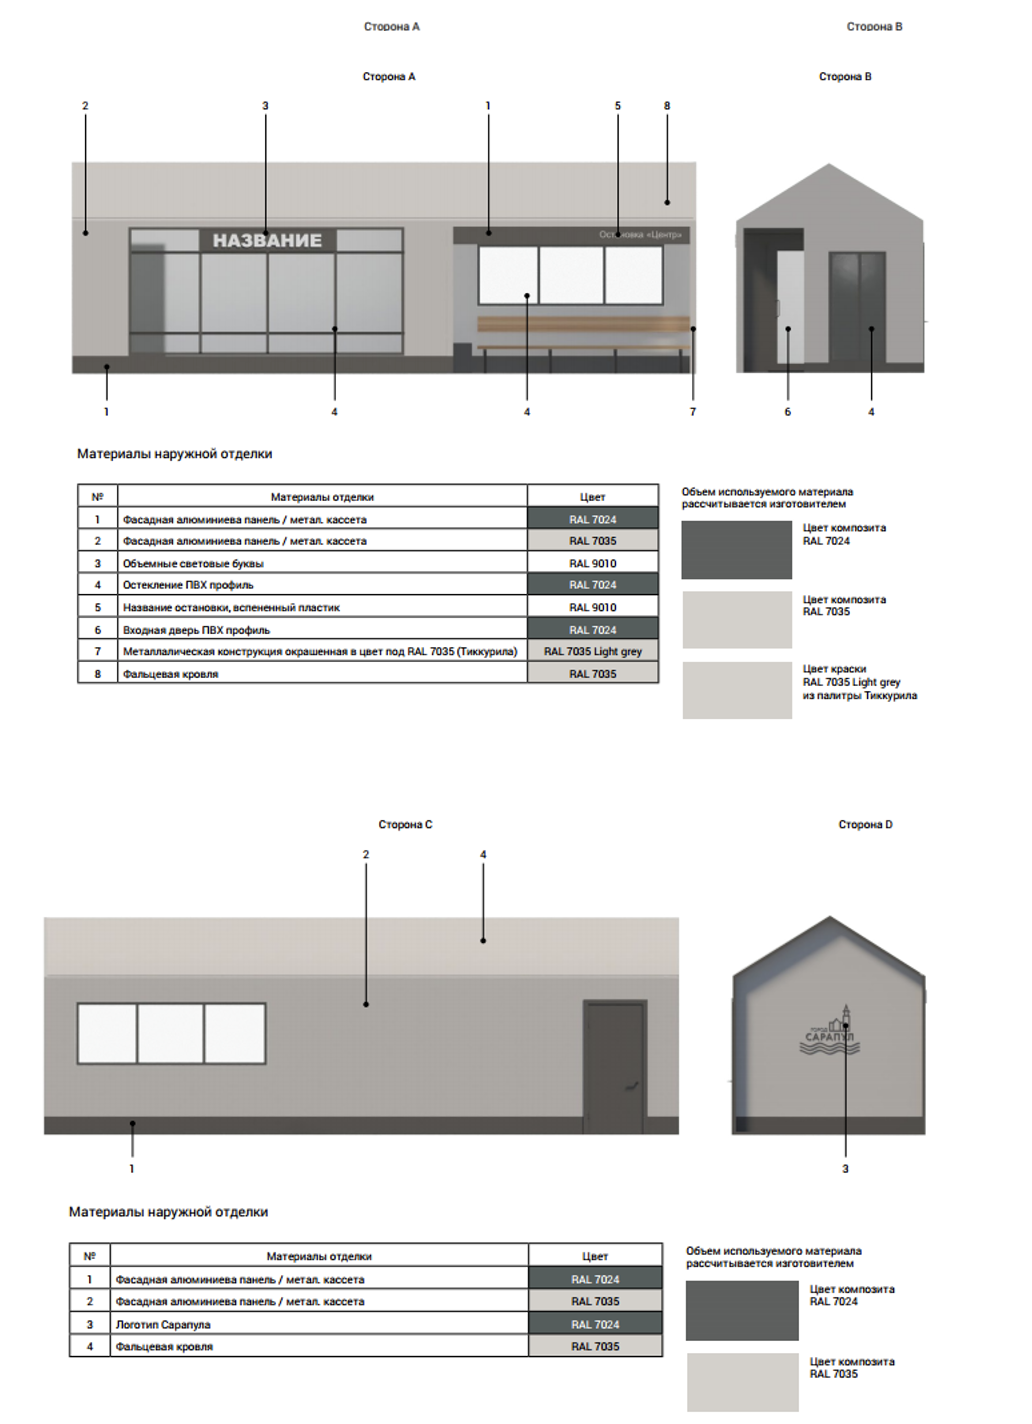 Сторона А Сторона В
Сторона А Сторона В
2 3 1 5 8
НАЗВАНИЕ
Остановка «Центр»
1 4 4 7 6 4
Материалы наружной отделки
№ Материалы отделки Цвет
1 Фасадная алюминиева панель / метал. кассета RAL 7024
2 Фасадная алюминиева панель / метал. кассета RAL 7035
3 Объемные световые буквы RAL 9010
4 Остекление ПВХ профиль RAL 7024
5 Название остановки, вспененный пластик RAL 9010
6 Входная дверь ПВХ профиль RAL 7024
7 Металлалическая конструкция окрашенная в цвет под RAL 7035 (Тиккурила) RAL 7035 Light grey
8 Фальцевая кровля RAL 7035
Объем используемого материала
рассчитывается изготовителем
Цвет композита
RAL 7024
Цвет композита
RAL 7035
Цвет краски
RAL 7035 Light grey
из палитры Тиккурила
Сторона С Сторона D
2 4
ГОРОД
САРАПУЛ
1 3
Материалы наружной отделки
№ Материалы отделки Цвет
1 Фасадная алюминиева панель / метал. кассета RAL 7024
2 Фасадная алюминиева панель / метал. кассета RAL 7035
3 Логотип Сарапула RAL 7024
4 Фальцевая кровля RAL 7035
Объем используемого материала
рассчитывается изготовителем
Цвет композита
RAL 7024
Цвет композита
RAL 7035